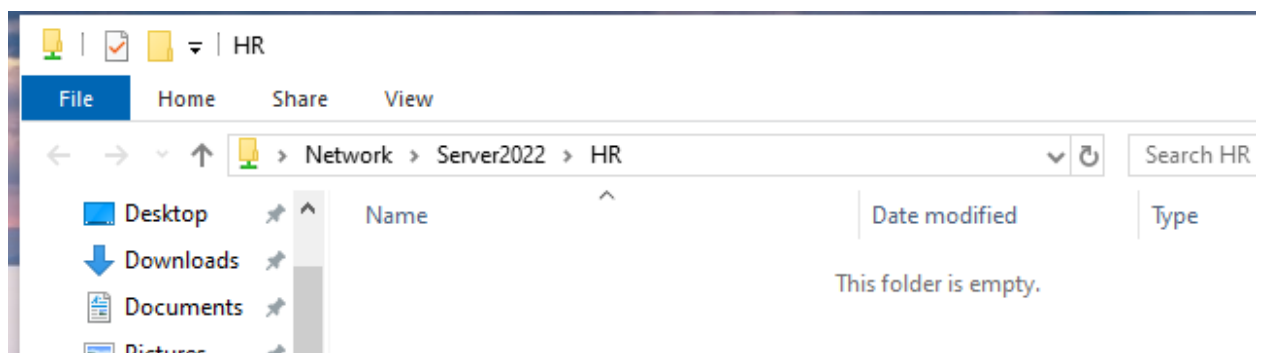 HR
File Home Share View
Network > Server2022 > HR Search HR
Desktop Name Date modified Type
Downloads
This folder is empty.
Documents
Pictures